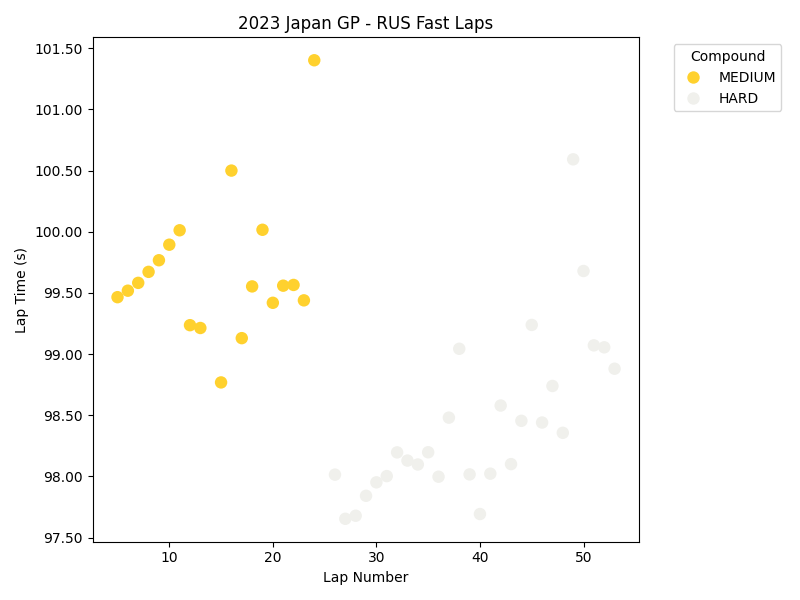 2023 Japan GP - RUS Fast Laps
Compound
MEDIUM
HARD
Lap Time (s)
101.50
101.00
100.50
100.00
99.50
99.00
98.50
98.00
97.50
10 20 30 40 50
Lap Number